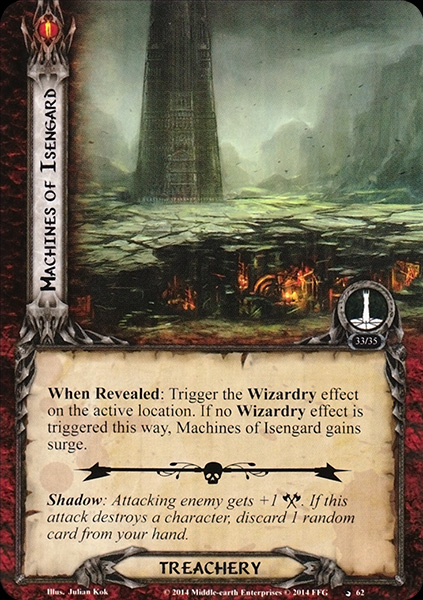 MACHINES OF ISENGARD
33/35
When Revealed: Trigger the Wizardry effect
on the active location. If no Wizardry effect is
triggered this way, Machines of Isengard gains
surge.
Shadow: Attacking enemy gets +1 . If this
attack destroys a character, discard 1 random
card from your hand.
TREACHERY
Illus. Julian Kok © 2014 Middle-earth Enterprises © 2014 FFG 62